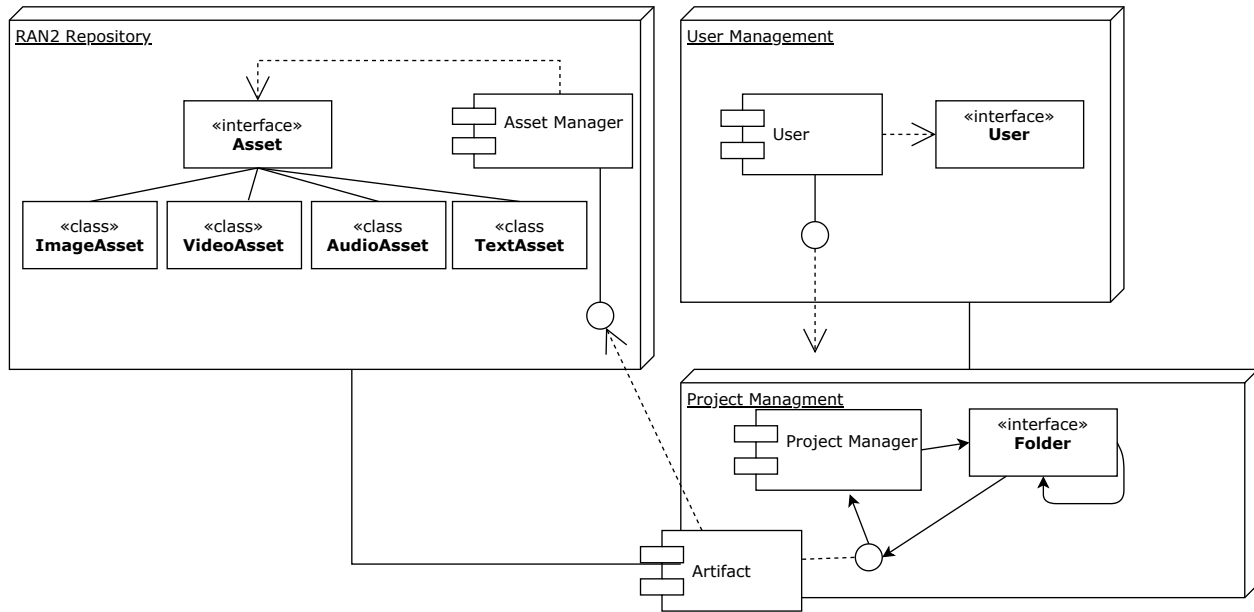 RAN2 Repository
«interface»
Asset
Asset Manager
«class»
ImageAsset
«class»
VideoAsset
«class
AudioAsset
«class
TextAsset
User Management
User
«interface»
User
Project Managment
Project Manager
«interface»
Folder
Artifact